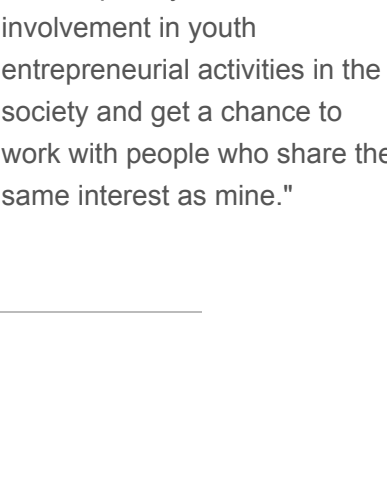 involvement in youth
entrepreneurial activities in the
society and get a chance to
work with people who share the
same interest as mine."